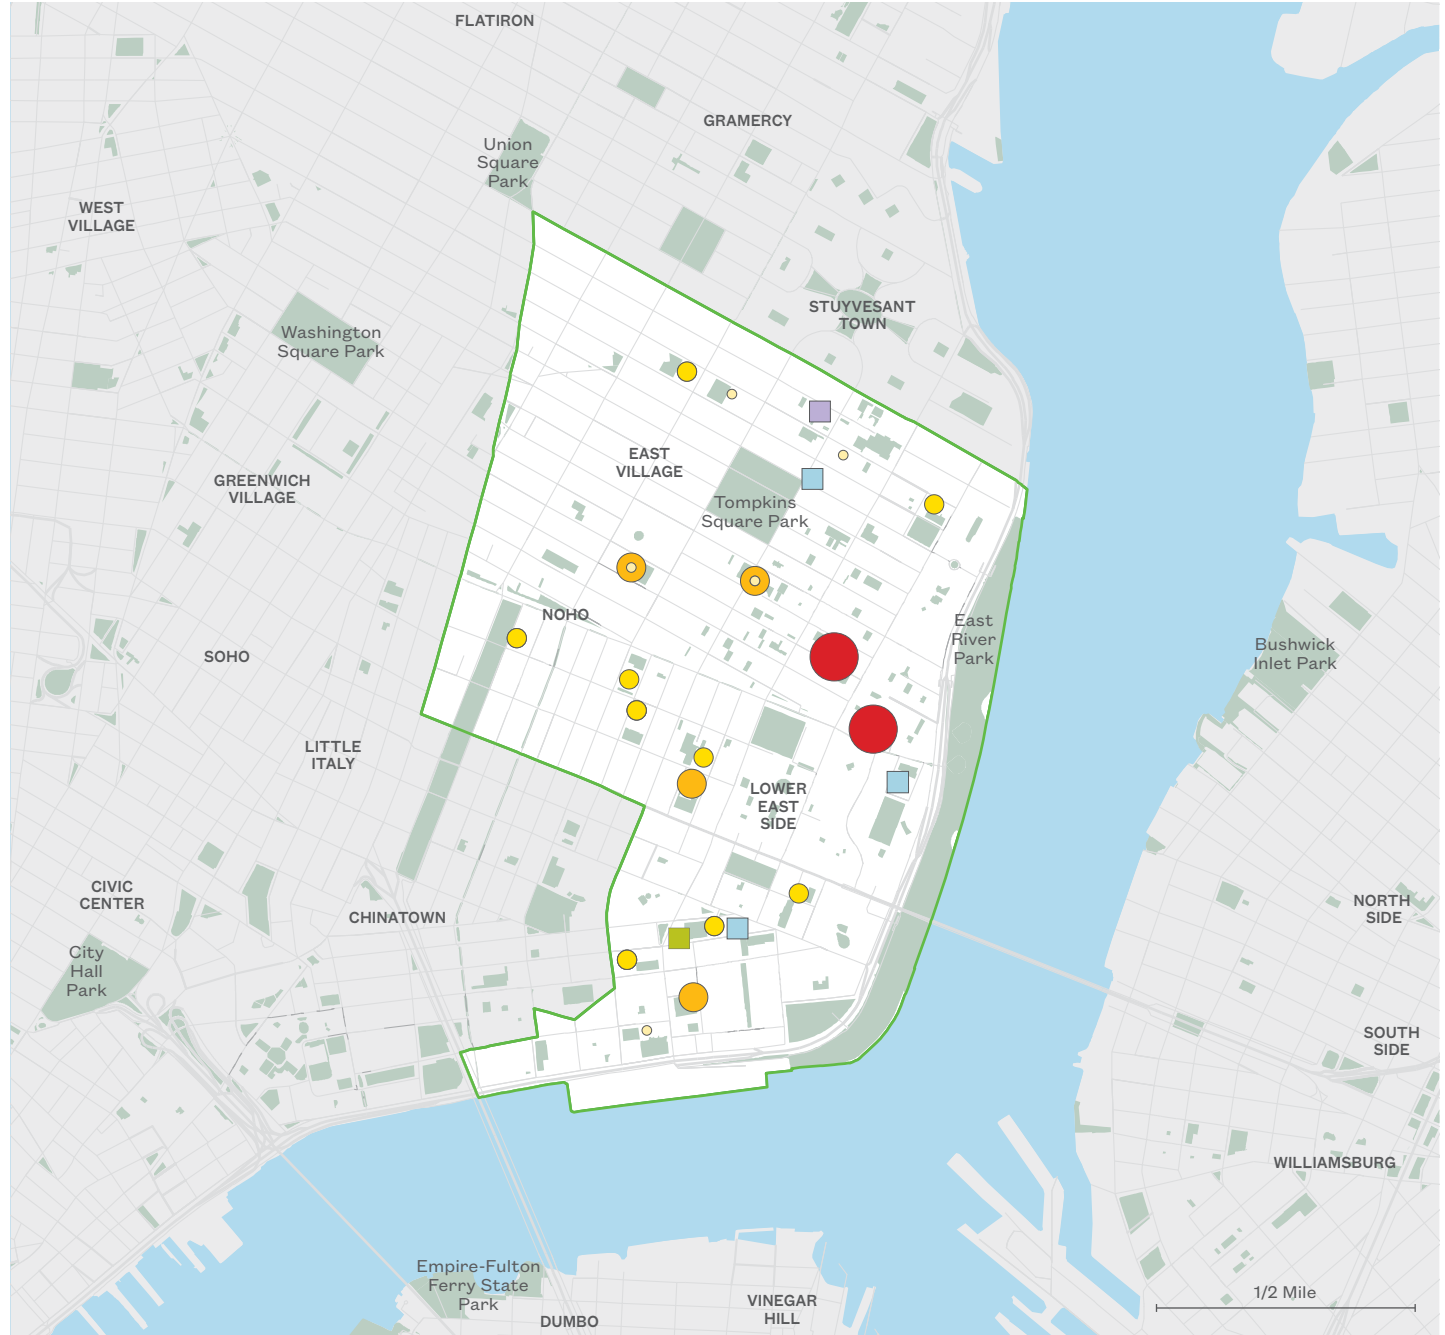 FLATIRON
GRAMERCY
Union
Square
Park
WEST
VILLAGE
STUYVESANT
TOWN
Washington
Square Park
EAST
VILLAGE
GREENWICH
VILLAGE
Tompkins
Square Park
NOHO
East
River
Park
Bushwick
Inlet Park
SOHO
LITTLE
ITALY
LOWER
EAST
SIDE
CIVIC
CENTER
CHINATOWN
NORTH
SIDE
City
Hall
Park
SOUTH
SIDE
WILLIAMSBURG
Empire-Fulton
Ferry State
Park
DUMBO
VINEGAR
HILL
1/2 Mile